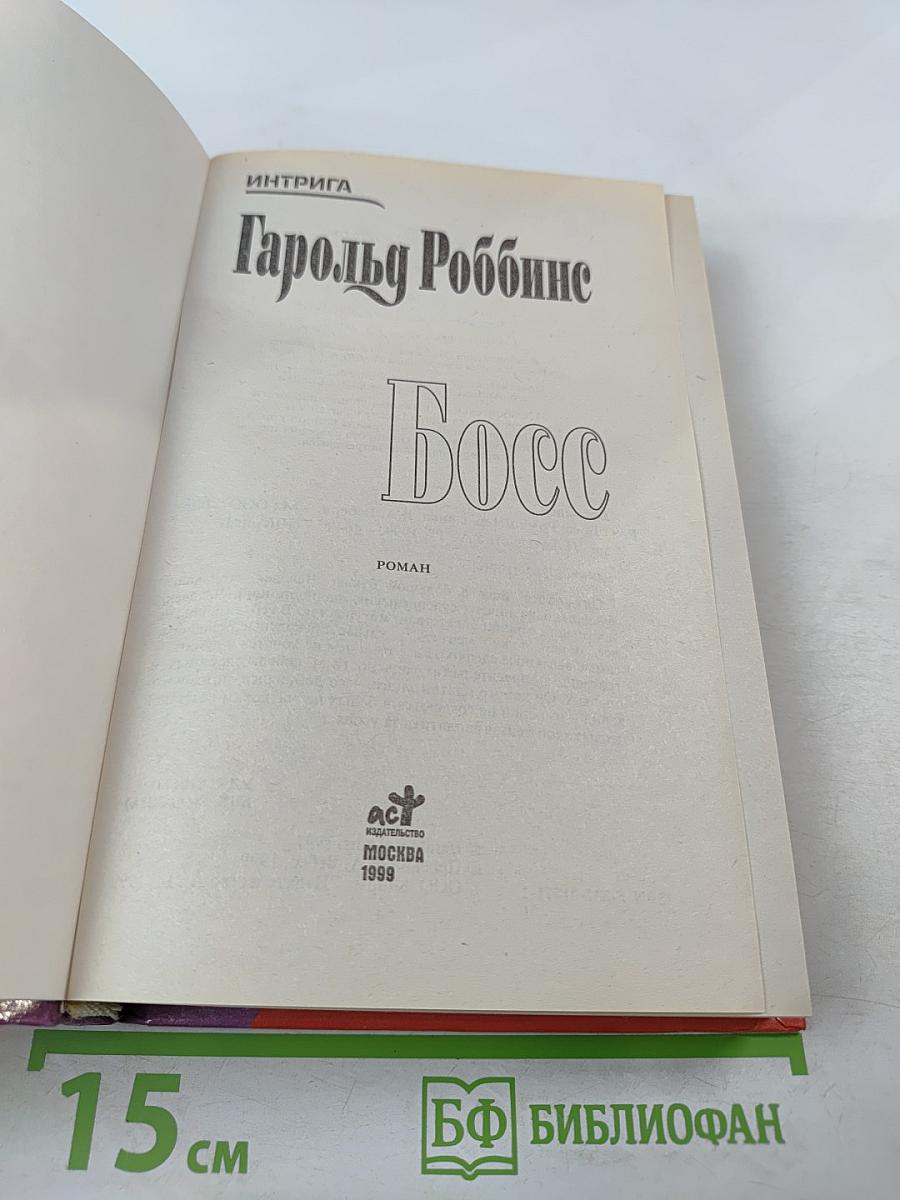 ИНТРИГА
Гарольд Роббинс
Босс
РОМАН
аст
ИЗДАТЕЛЬСТВО
МОСКВА
1999
15 см
БФ БИБЛИОФАН